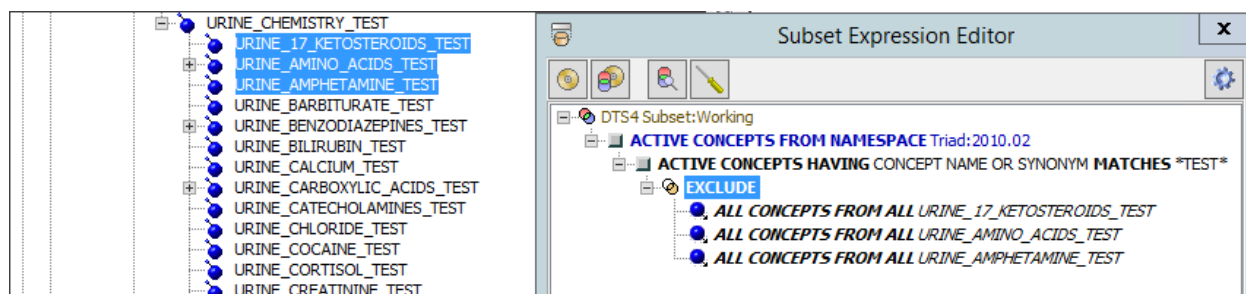 URINE_CHEMISTRY_TEST
URINE_17_KETOSTEROIDS_TEST
URINE_AMINO_ACIDS_TEST
URINE_AMPHETAMINE_TEST
URINE_BARBITURATE_TEST
URINE_BENZODIAZEPINES_TEST
URINE_BILIRUBIN_TEST
URINE_CALCIUM_TEST
URINE_CARBOXYLIC_ACIDS_TEST
URINE_CATECHOLAMINES_TEST
URINE_CHLORIDE_TEST
URINE_COCAINE_TEST
URINE_CORTISOL_TEST
URINE_CREATININE_TEST
Subset Expression Editor
x
DTS4 Subset:Working
ACTIVE CONCEPTS FROM NAMESPACE Triad:2010.02
ACTIVE CONCEPTS HAVING CONCEPT NAME OR SYNONYM MATCHES *TEST*
EXCLUDE
ALL CONCEPTS FROM ALL URINE_17_KETOSTEROIDS_TEST
ALL CONCEPTS FROM ALL URINE_AMINO_ACIDS_TEST
ALL CONCEPTS FROM ALL URINE_AMPHETAMINE_TEST